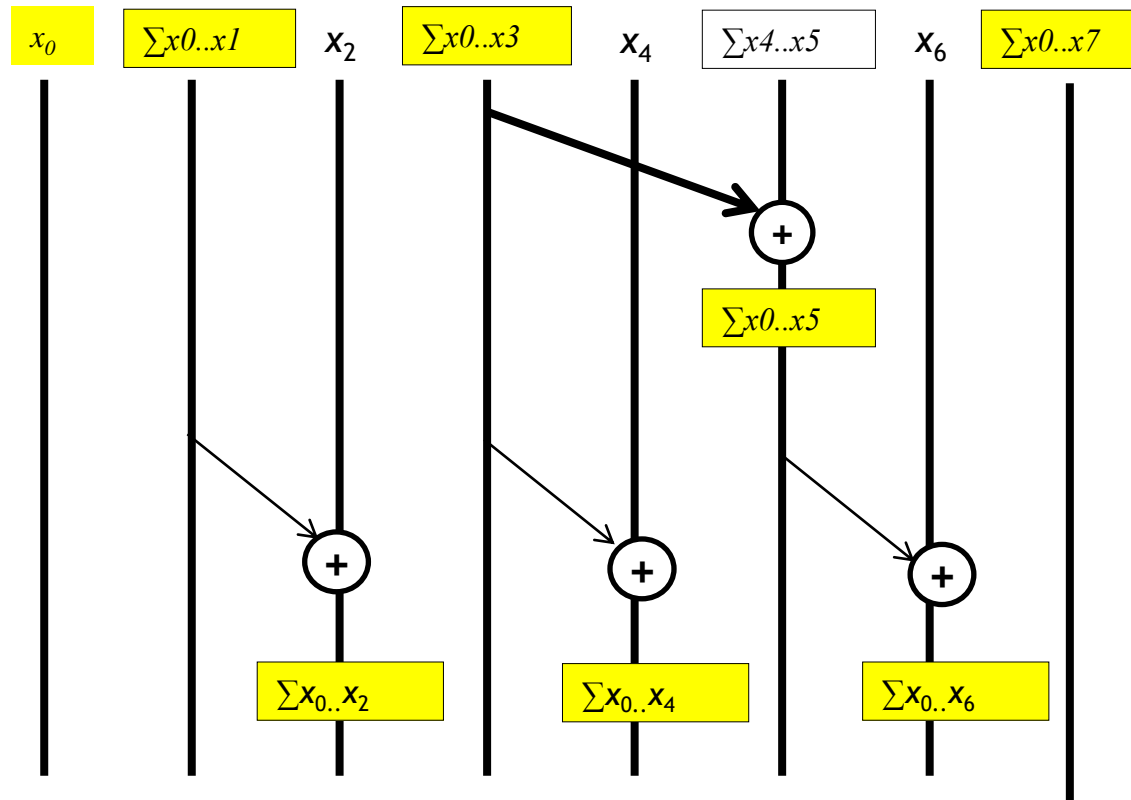 x₀ ∑x0..x1 x₂ ∑x0..x3 x₄ ∑x4..x5 x₆ ∑x0..x7
+
∑x0..x5
+ + +
∑x₀..x₂ ∑x₀..x₄ ∑x₀..x₆